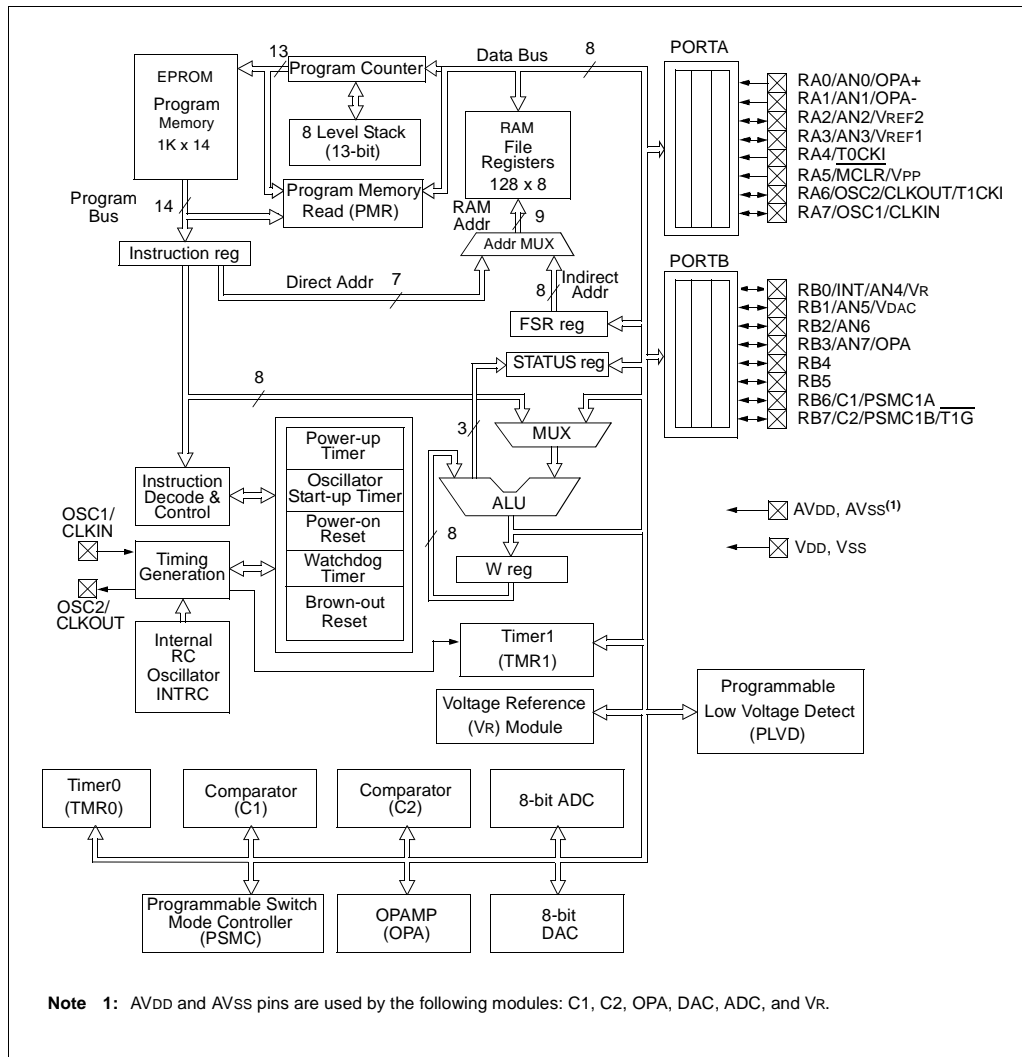 EPROM
Program
Memory
1K x 14
13
Program Counter
8 Level Stack
(13-bit)
Program Memory
Read (PMR)
Data Bus
8
RAM
File
Registers
128 x 8
RAM
Addr
9
Addr MUX
Program
Bus
14
Instruction reg
Direct Addr
7
8
Indirect
Addr
FSR reg
STATUS reg
8
3
MUX
ALU
8
W reg
Power-up
Timer
Oscillator
Start-up Timer
Power-on
Reset
Watchdog
Timer
Brown-out
Reset
Instruction
Decode &
Control
OSC1/
CLKIN
Timing
Generation
OSC2/
CLKOUT
Internal
RC
Oscillator
INTRC
Timer1
(TMR1)
Voltage Reference
(VR) Module
Programmable
Low Voltage Detect
(PLVD)
PORTA
RA0/AN0/OPA+
RA1/AN1/OPA-
RA2/AN2/VREF2
RA3/AN3/VREF1
RA4/T0CKI
RA5/MCLR/VPP
RA6/OSC2/CLKOUT/T1CKI
RA7/OSC1/CLKIN
PORTB
RB0/INT/AN4/VR
RB1/AN5/VDAC
RB2/AN6
RB3/AN7/OPA
RB4
RB5
RB6/C1/PSMC1A
RB7/C2/PSMC1B/T1G
AVDD, AVSS(1)
VDD, VSS
Timer0
(TMR0)
Comparator
(C1)
Comparator
(C2)
8-bit ADC
Programmable Switch
Mode Controller
(PSMC)
OPAMP
(OPA)
8-bit
DAC
Note 1: AVDD and AVSS pins are used by the following modules: C1, C2, OPA, DAC, ADC, and VR.